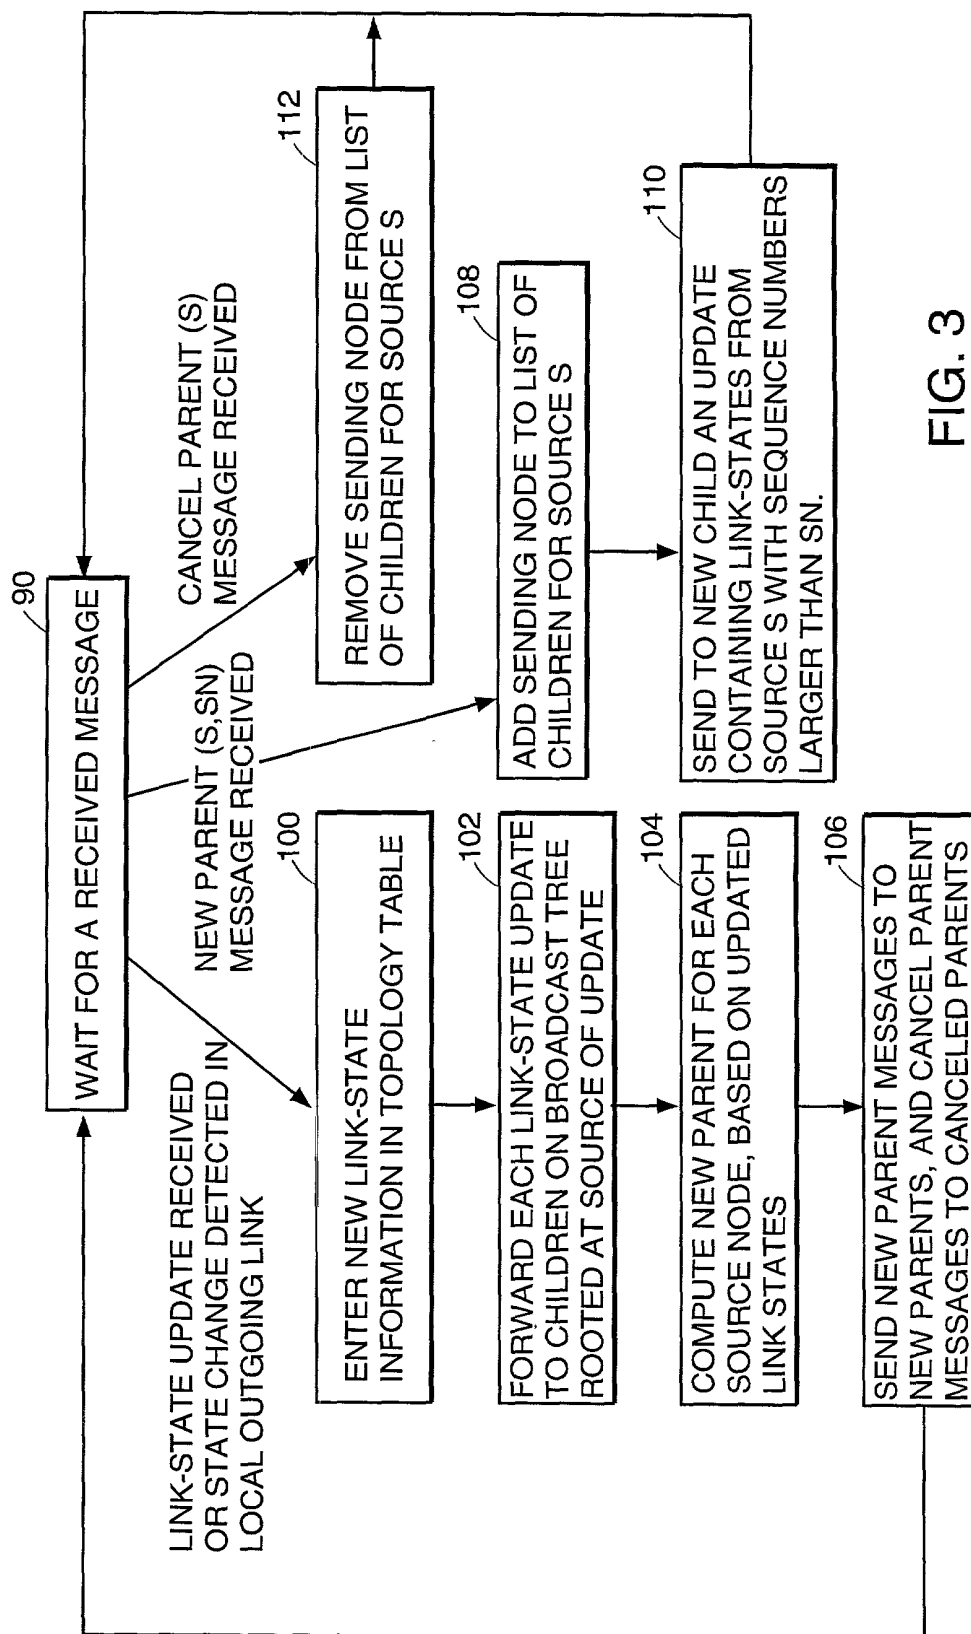 90
WAIT FOR A RECEIVED MESSAGE
LINK-STATE UPDATE RECEIVED
OR STATE CHANGE DETECTED IN
LOCAL OUTGOING LINK
NEW PARENT (S,SN)
MESSAGE RECEIVED
CANCEL PARENT (S)
MESSAGE RECEIVED
100
ENTER NEW LINK-STATE
INFORMATION IN TOPOLOGY TABLE
112
REMOVE SENDING NODE FROM LIST
OF CHILDREN FOR SOURCE S
102
FORWARD EACH LINK-STATE UPDATE
TO CHILDREN ON BROADCAST TREE
ROOTED AT SOURCE OF UPDATE
108
ADD SENDING NODE TO LIST OF
CHILDREN FOR SOURCE S
104
COMPUTE NEW PARENT FOR EACH
SOURCE NODE, BASED ON UPDATED
LINK STATES
110
SEND TO NEW CHILD AN UPDATE
CONTAINING LINK-STATES FROM
SOURCE S WITH SEQUENCE NUMBERS
LARGER THAN SN.
106
SEND NEW PARENT MESSAGES TO
NEW PARENTS, AND CANCEL PARENT
MESSAGES TO CANCELED PARENTS
FIG. 3